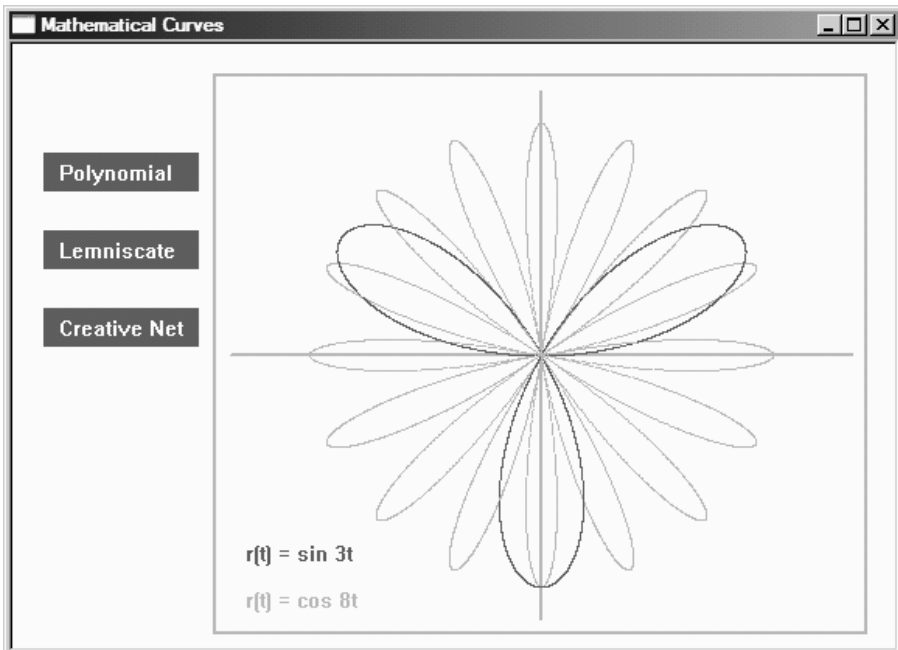 Mathematical Curves
Polynomial
Lemniscate
Creative Net
r(t) = sin 3t
r(t) = cos 8t